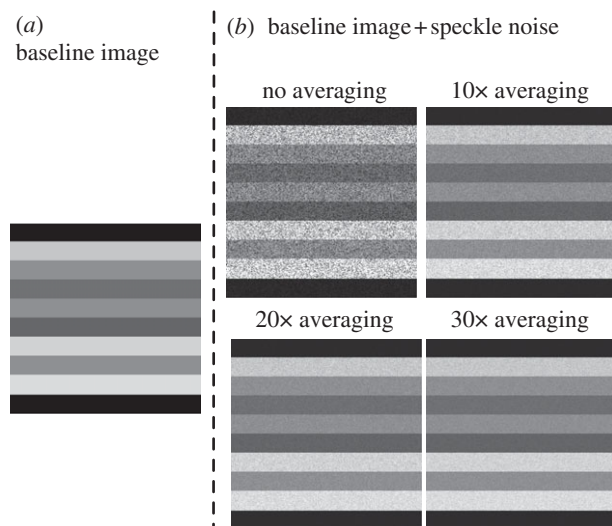 (a)
baseline image
(b) baseline image + speckle noise
no averaging
10× averaging
20× averaging
30× averaging